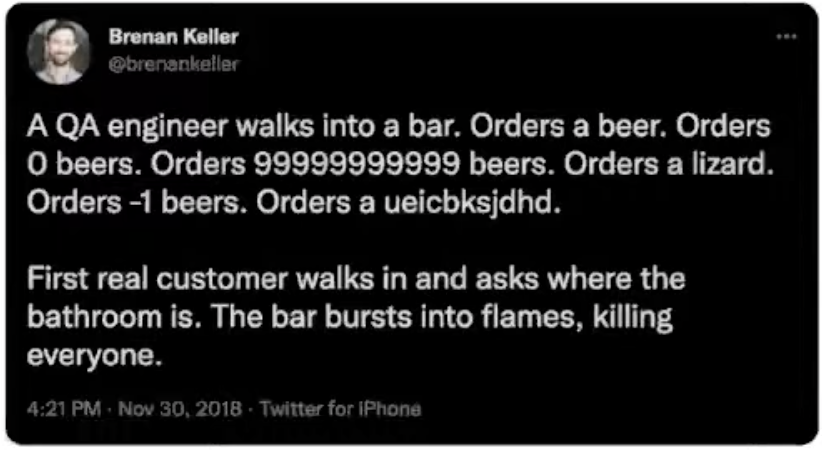 Brenan Keller
@brenankeller
A QA engineer walks into a bar. Orders a beer. Orders
0 beers. Orders 99999999999 beers. Orders a lizard.
Orders -1 beers. Orders a ueicbksjdhd.
First real customer walks in and asks where the
bathroom is. The bar bursts into flames, killing
everyone.
4:21 PM · Nov 30, 2018 · Twitter for iPhone